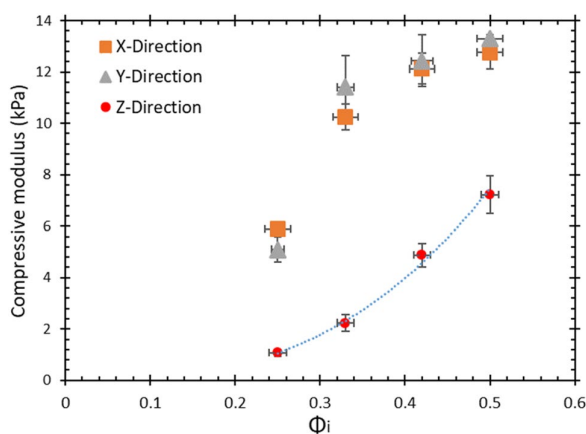 14
12
10
8
6
4
2
0
Compressive modulus (kPa)
X-Direction
Y-Direction
Z-Direction
0 0.1 0.2 0.3 0.4 0.5 0.6
Φi